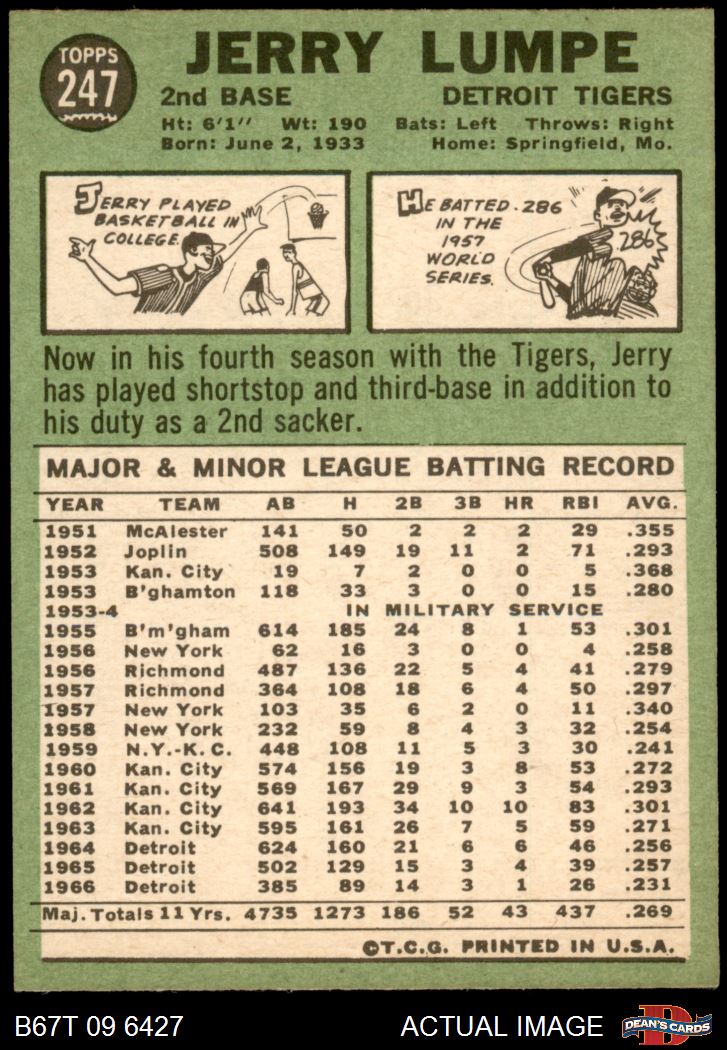 TOPPS
247
JERRY LUMPE
2nd BASE DETROIT TIGERS
Ht: 6'1" Wt: 190 Bats: Left Throws: Right
Born: June 2, 1933 Home: Springfield, Mo.
JERRY PLAYED
BASKETBALL IN
COLLEGE.
HE BATTED .286
IN THE
1957
WORLD
SERIES.
.286
Now in his fourth season with the Tigers, Jerry
has played shortstop and third-base in addition to
his duty as a 2nd sacker.
MAJOR & MINOR LEAGUE BATTING RECORD
YEAR TEAM AB H 2B 3B HR RBI AVG.
1951 McAlester 141 50 2 2 2 29 .355
1952 Joplin 508 149 19 11 2 71 .293
1953 Kan. City 19 7 2 0 0 5 .368
1953 B'ghamton 118 33 3 0 0 15 .280
1953-4 IN MILITARY SERVICE
1955 B'm'gham 614 185 24 8 1 53 .301
1956 New York 62 16 3 0 0 4 .258
1956 Richmond 487 136 22 5 4 41 .279
1957 Richmond 364 108 18 6 4 50 .297
1957 New York 103 35 6 2 0 11 .340
1958 New York 232 59 8 4 3 32 .254
1959 N.Y.-K.C. 448 108 11 5 3 30 .241
1960 Kan. City 574 156 19 3 8 53 .272
1961 Kan. City 569 167 29 9 3 54 .293
1962 Kan. City 641 193 34 10 10 83 .301
1963 Kan. City 595 161 26 7 5 59 .271
1964 Detroit 624 160 21 6 6 46 .256
1965 Detroit 502 129 15 3 4 39 .257
1966 Detroit 385 89 14 3 1 26 .231
Maj. Totals 11 Yrs. 4735 1273 186 52 43 437 .269
©T.C.G. PRINTED IN U.S.A.
B67T 09 6427 ACTUAL IMAGE
D
DEAN'S CARDS